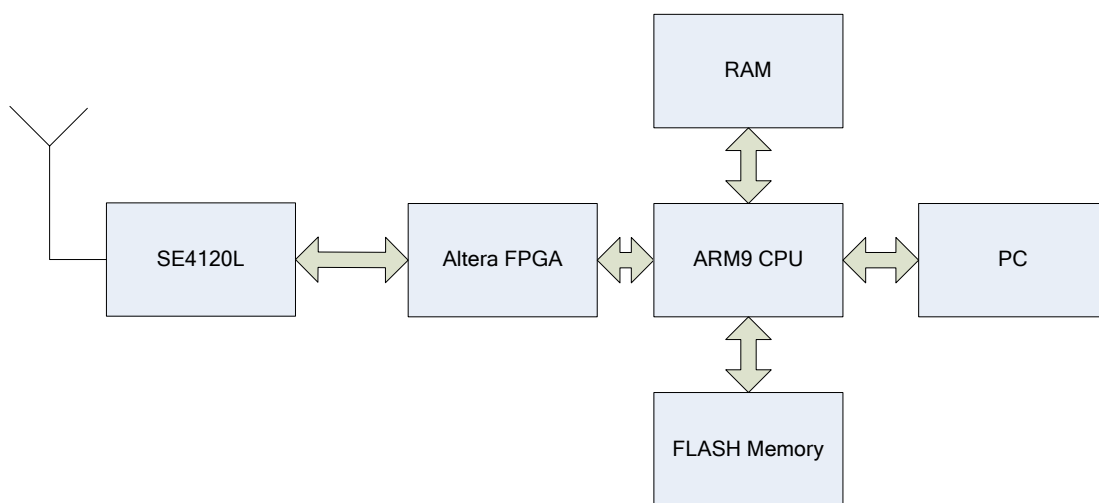 RAM
SE4120L
Altera FPGA
ARM9 CPU
PC
FLASH Memory